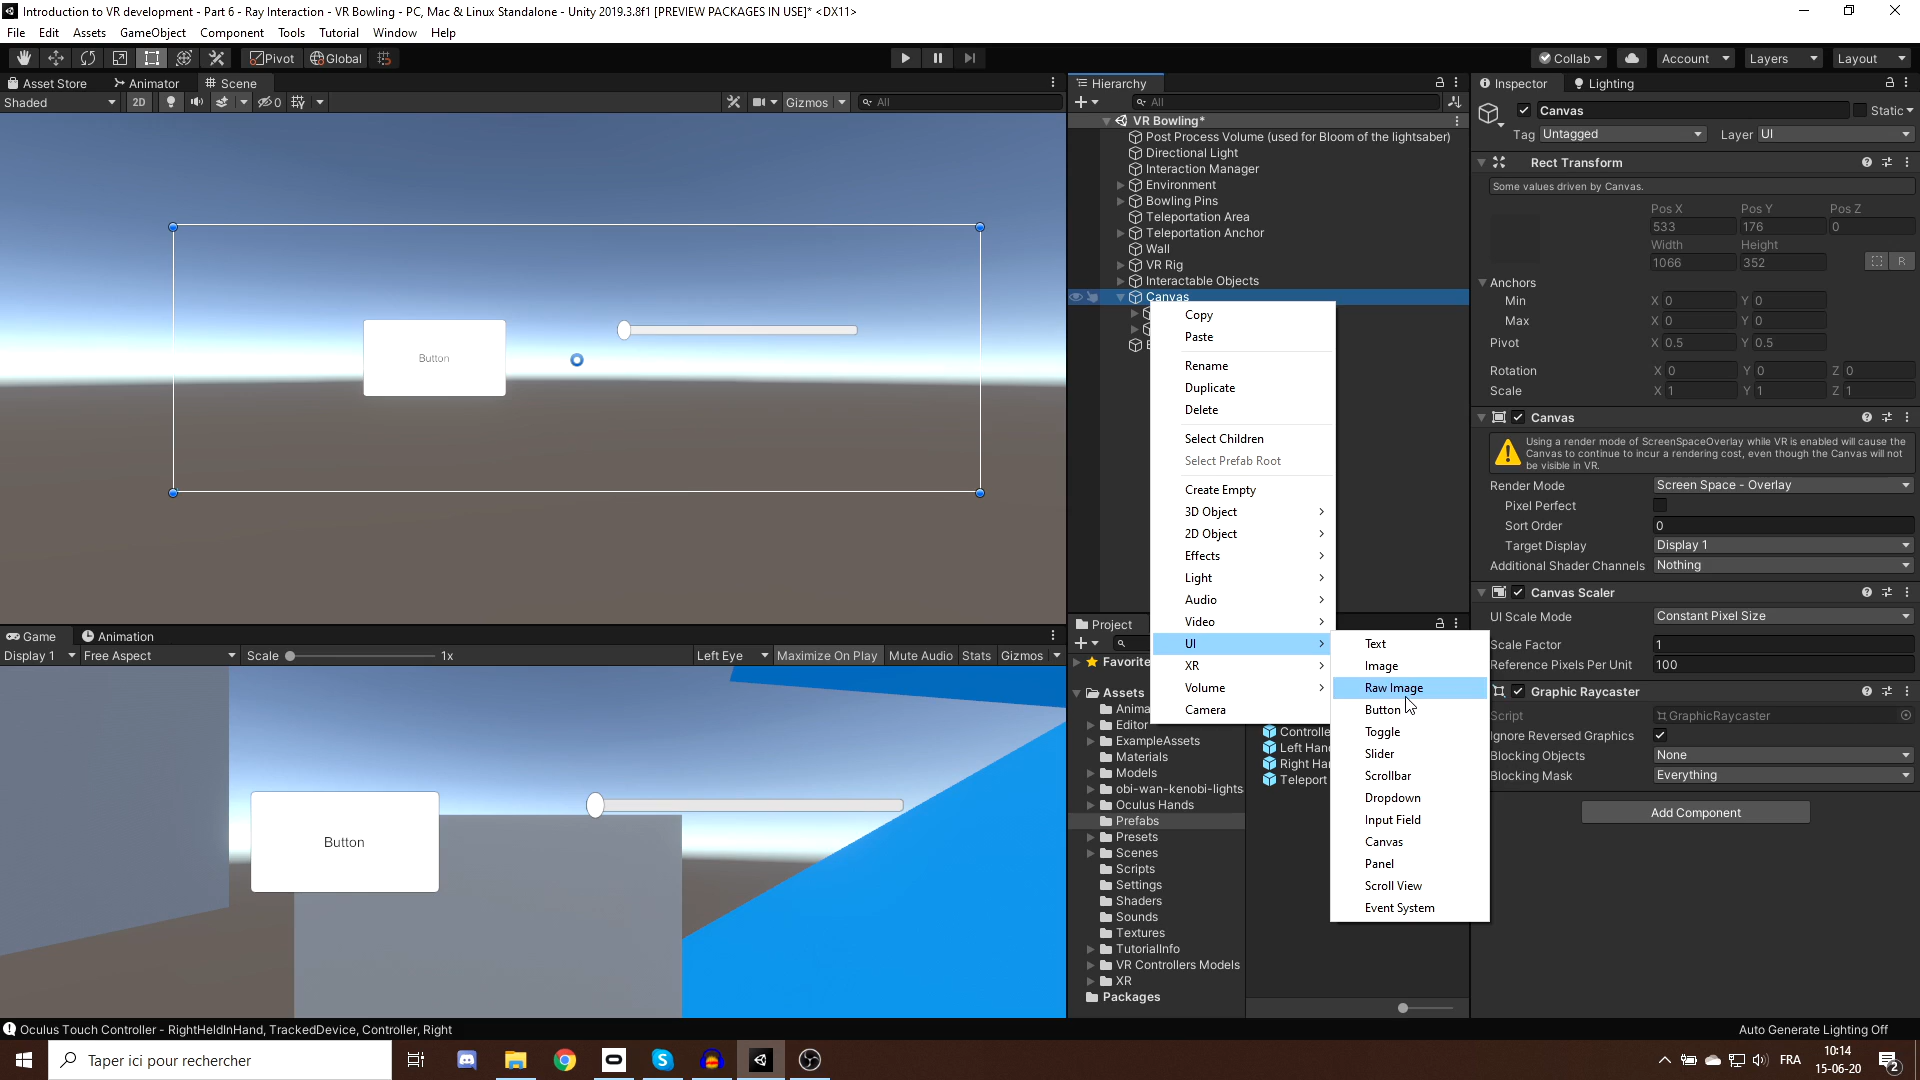 Introduction to VR development - Part 6 - Ray Interaction - VR Bowling - PC, Mac & Linux Standalone - Unity 2019.3.8f1 [PREVIEW PACKAGES IN USE]* <DX11>
File Edit Assets GameObject Component Tools Tutorial Window Help
Pivot Global Collab Account Layers Layout
Asset Store Animator Scene
Shaded 2D 0 Gizmos All
Button
Game Animation
Display 1 Free Aspect Scale 1x Left Eye Maximize On Play Mute Audio Stats Gizmos
Button
Hierarchy
All
VR Bowling*
Post Process Volume (used for Bloom of the lightsaber)
Directional Light
Interaction Manager
Environment
Bowling Pins
Teleportation Area
Teleportation Anchor
Wall
VR Rig
Interactable Objects
Canvas
Copy
Paste
Rename
Duplicate
Delete
Select Children
Select Prefab Root
Create Empty
3D Object
2D Object
Effects
Light
Audio
Video
UI
XR
Volume
Camera
Text
Image
Raw Image
Button
Toggle
Slider
Scrollbar
Dropdown
Input Field
Canvas
Panel
Scroll View
Event System
Project
Favorite
Assets
Anima
Editor
ExampleAssets
Materials
Models
obi-wan-kenobi-lights
Oculus Hands
Prefabs
Presets
Scenes
Scripts
Settings
Shaders
Sounds
Textures
TutorialInfo
VR Controllers Models
XR
Packages
Controlle
Left Han
Right Ha
Teleport
Inspector Lighting
Canvas Static
Tag Untagged Layer UI
Rect Transform
Some values driven by Canvas.
Pos X Pos Y Pos Z
533 176 0
Width Height
1066 352 R
Anchors
Min X 0 Y 0
Max X 0 Y 0
Pivot X 0.5 Y 0.5
Rotation X 0 Y 0 Z 0
Scale X 1 Y 1 Z 1
Canvas
Using a render mode of ScreenSpaceOverlay while VR is enabled will cause the
Canvas to continue to incur a rendering cost, even though the Canvas will not
be visible in VR.
Render Mode Screen Space - Overlay
Pixel Perfect
Sort Order 0
Target Display Display 1
Additional Shader Channels Nothing
Canvas Scaler
UI Scale Mode Constant Pixel Size
Scale Factor 1
Reference Pixels Per Unit 100
Graphic Raycaster
Script GraphicRaycaster
Ignore Reversed Graphics
Blocking Objects None
Blocking Mask Everything
Add Component
Oculus Touch Controller - RightHeldInHand, TrackedDevice, Controller, Right
Auto Generate Lighting Off
Taper ici pour rechercher
FRA
10:14
15-06-20
2